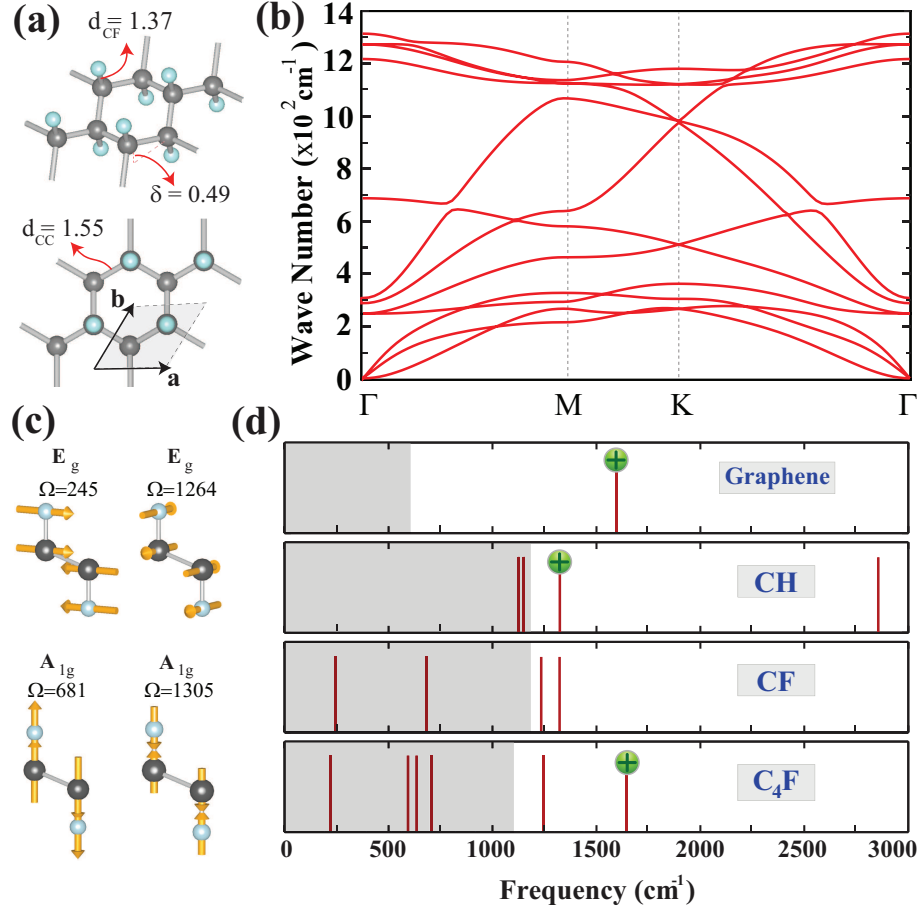 (a)
d_CF = 1.37
δ = 0.49
d_CC = 1.55
b
a
(b)
Wave Number (x10² cm⁻¹)
14
12
10
8
6
4
2
0
Γ M K Γ
(c)
E_g E_g
Ω=245 Ω=1264
A_1g A_1g
Ω=681 Ω=1305
(d)
Graphene
CH
CF
C₄F
0 500 1000 1500 2000 2500 3000
Frequency (cm⁻¹)